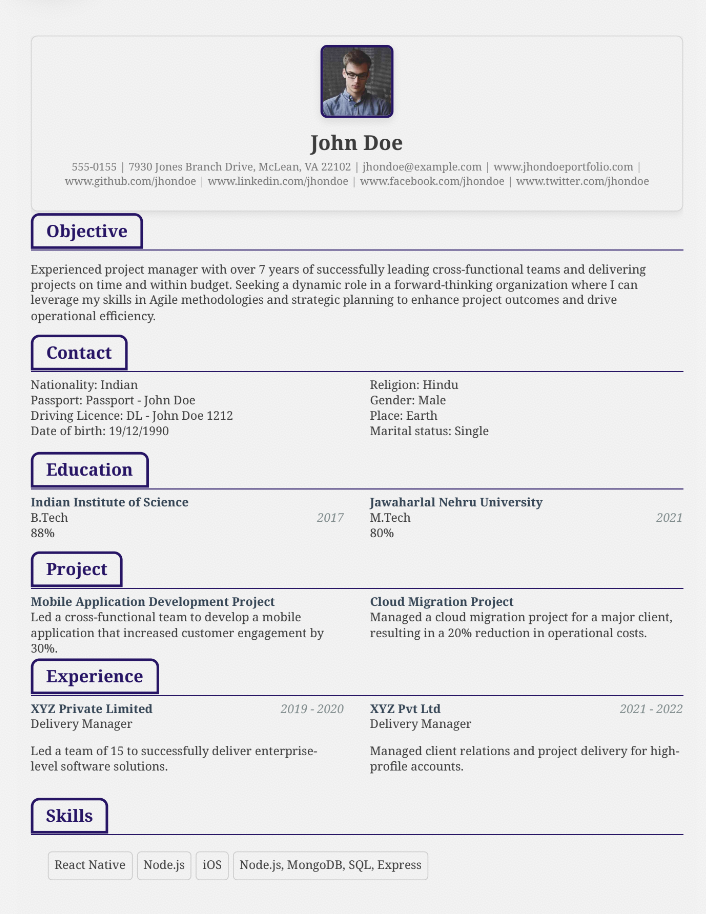 John Doe
555-0155 | 7930 Jones Branch Drive, McLean, VA 22102 | jhondoe@example.com | www.jhondoeportfolio.com |
www.github.com/jhondoe | www.linkedin.com/jhondoe | www.facebook.com/jhondoe | www.twitter.com/jhondoe
Objective
Experienced project manager with over 7 years of successfully leading cross-functional teams and delivering
projects on time and within budget. Seeking a dynamic role in a forward-thinking organization where I can
leverage my skills in Agile methodologies and strategic planning to enhance project outcomes and drive
operational efficiency.
Contact
Nationality: Indian
Passport: Passport - John Doe
Driving Licence: DL - John Doe 1212
Date of birth: 19/12/1990
Religion: Hindu
Gender: Male
Place: Earth
Marital status: Single
Education
Indian Institute of Science
B.Tech 2017
88%
Jawaharlal Nehru University
M.Tech 2021
80%
Project
Mobile Application Development Project
Led a cross-functional team to develop a mobile
application that increased customer engagement by
30%.
Cloud Migration Project
Managed a cloud migration project for a major client,
resulting in a 20% reduction in operational costs.
Experience
XYZ Private Limited 2019 - 2020
Delivery Manager
Led a team of 15 to successfully deliver enterprise-
level software solutions.
XYZ Pvt Ltd 2021 - 2022
Delivery Manager
Managed client relations and project delivery for high-
profile accounts.
Skills
React Native Node.js iOS Node.js, MongoDB, SQL, Express